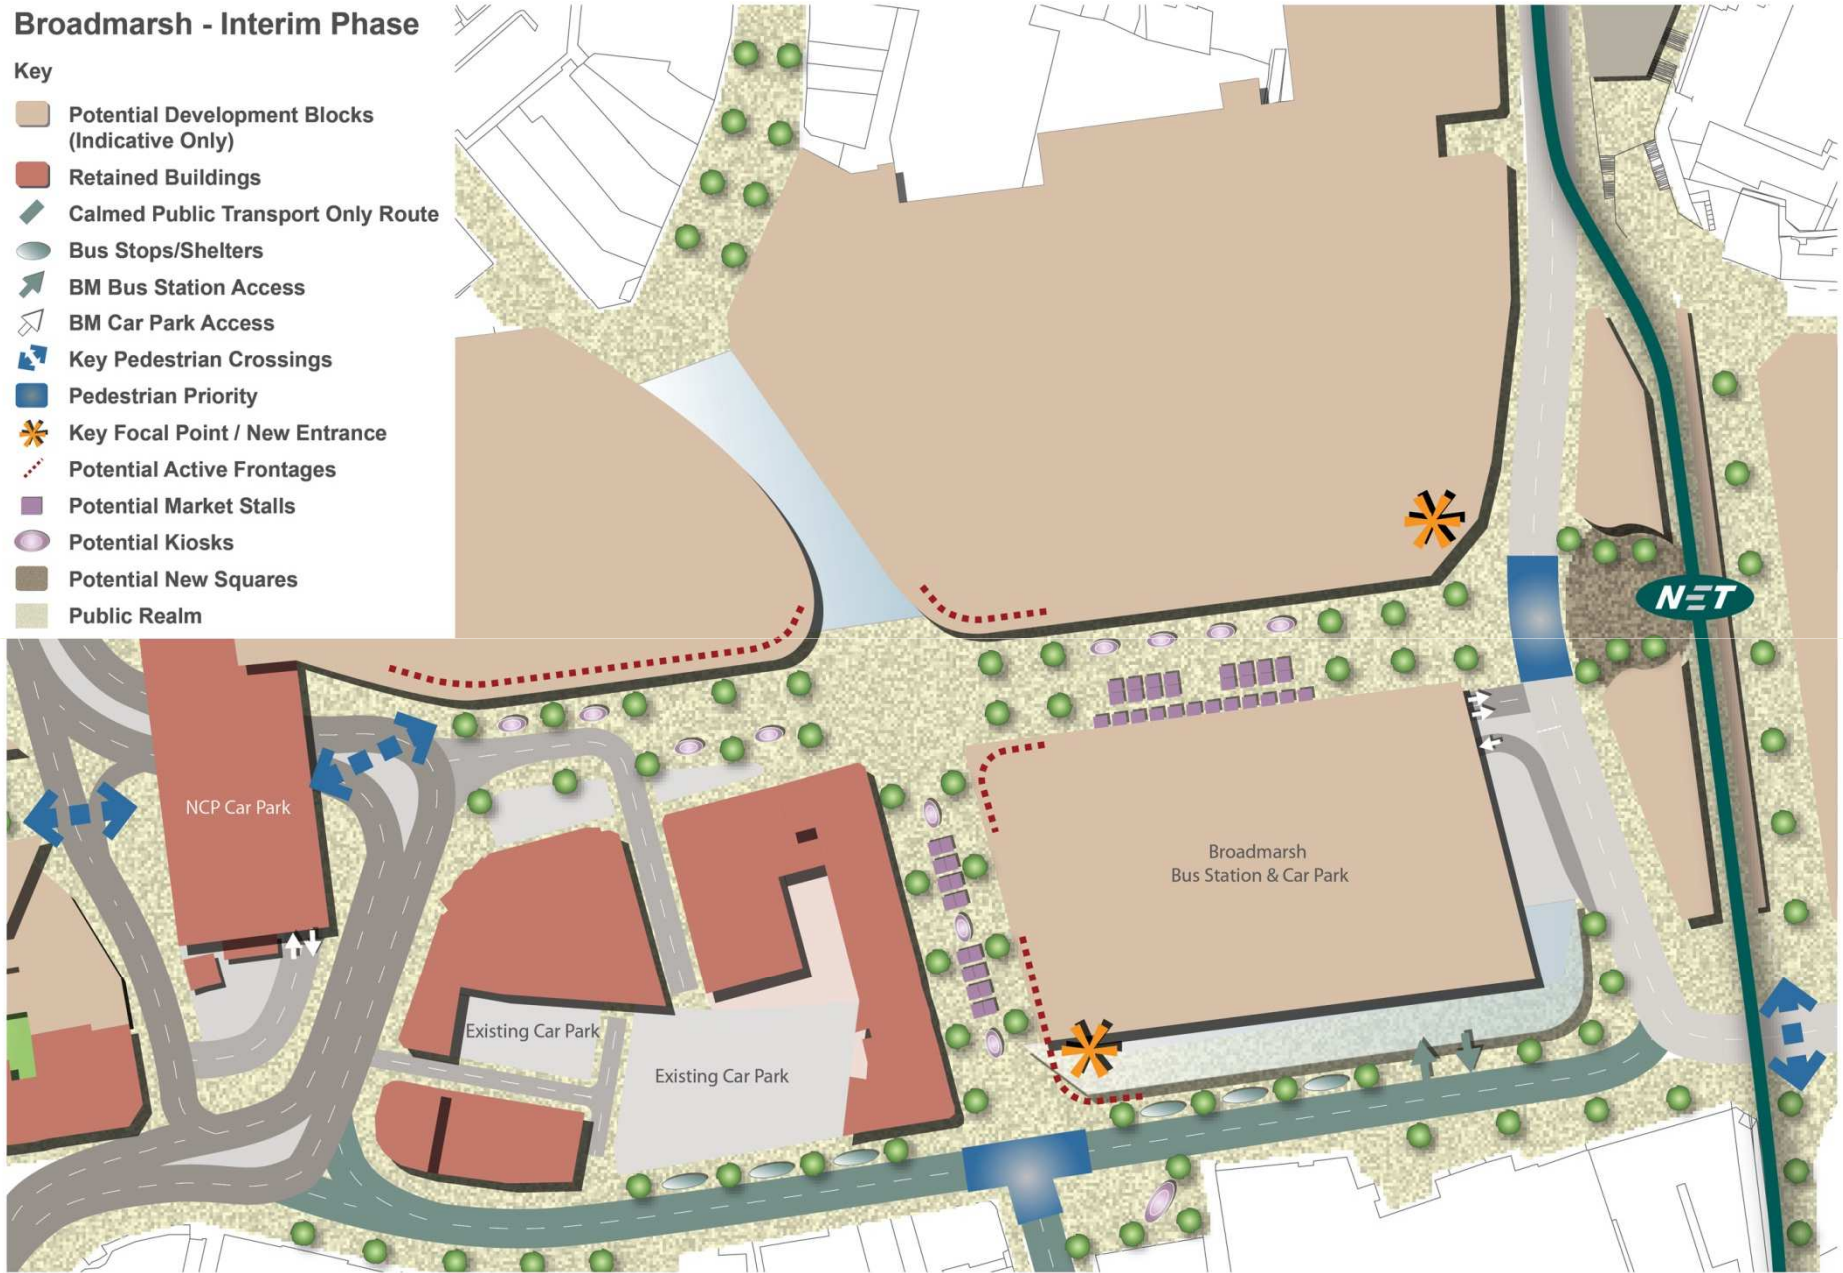 Broadmarsh - Interim Phase
Key
Potential Development Blocks
(Indicative Only)
Retained Buildings
Calmed Public Transport Only Route
Bus Stops/Shelters
BM Bus Station Access
BM Car Park Access
Key Pedestrian Crossings
Pedestrian Priority
Key Focal Point / New Entrance
Potential Active Frontages
Potential Market Stalls
Potential Kiosks
Potential New Squares
Public Realm
NET
NCP Car Park
Broadmarsh
Bus Station & Car Park
Existing Car Park
Existing Car Park